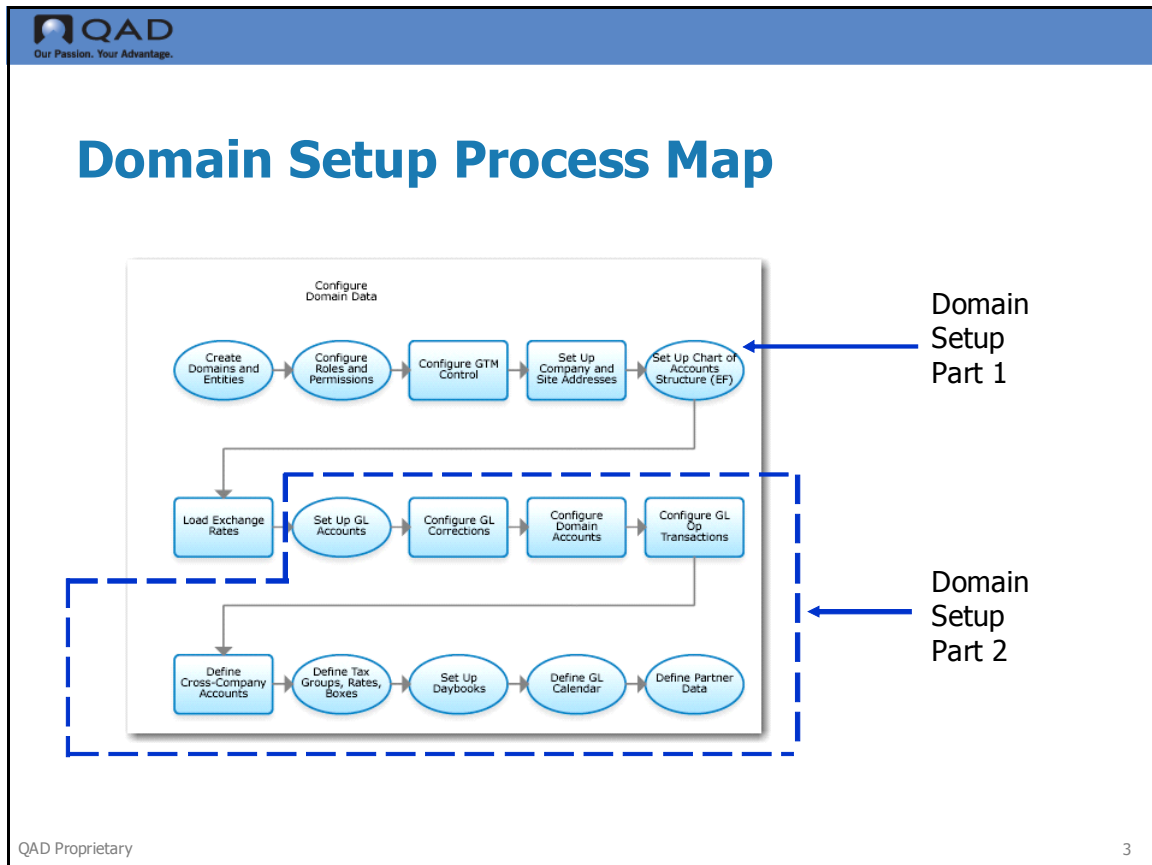 QAD
Our Passion. Your Advantage.
Domain Setup Process Map
Configure
Domain Data
Create
Domains and
Entities
Configure
Roles and
Permissions
Configure GTM
Control
Set Up
Company and
Site Addresses
Set Up Chart of
Accounts
Structure (EF)
Domain
Setup
Part 1
Load Exchange
Rates
Set Up GL
Accounts
Configure GL
Corrections
Configure
Domain
Accounts
Configure GL
Op
Transactions
Domain
Setup
Part 2
Define
Cross-Company
Accounts
Define Tax
Groups, Rates,
Boxes
Set Up
Daybooks
Define GL
Calendar
Define Partner
Data
QAD Proprietary
3